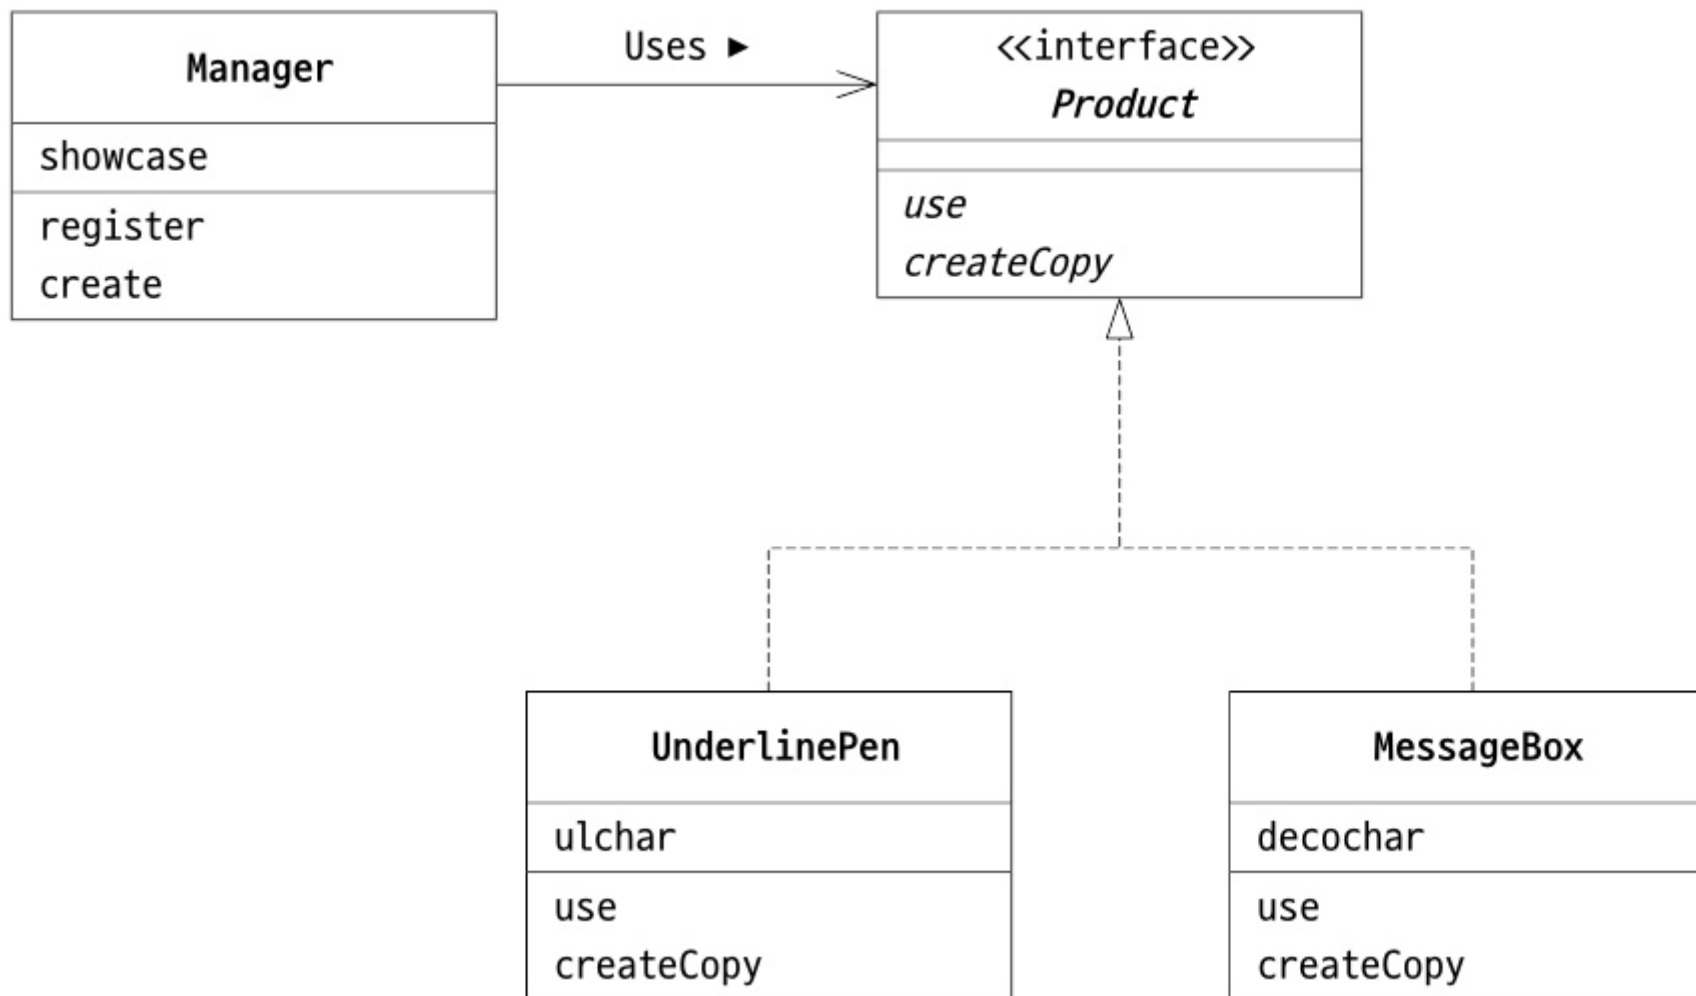 Manager
showcase
register
create
Uses ►
<<interface>>
Product
use
createCopy
UnderlinePen
ulchar
use
createCopy
MessageBox
decochar
use
createCopy